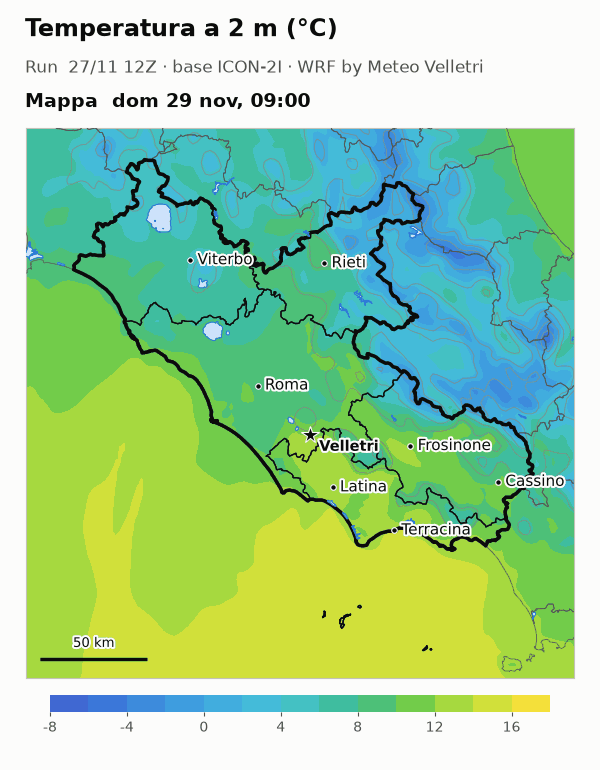 Temperatura a 2 m (°C)
Run  27/11 12Z · base ICON-2I · WRF by Meteo Velletri
Mappa  dom 29 nov, 09:00
Viterbo
Rieti
Roma
Velletri
Frosinone
Cassino
Latina
Terracina
50 km
-8 -4 0 4 8 12 16